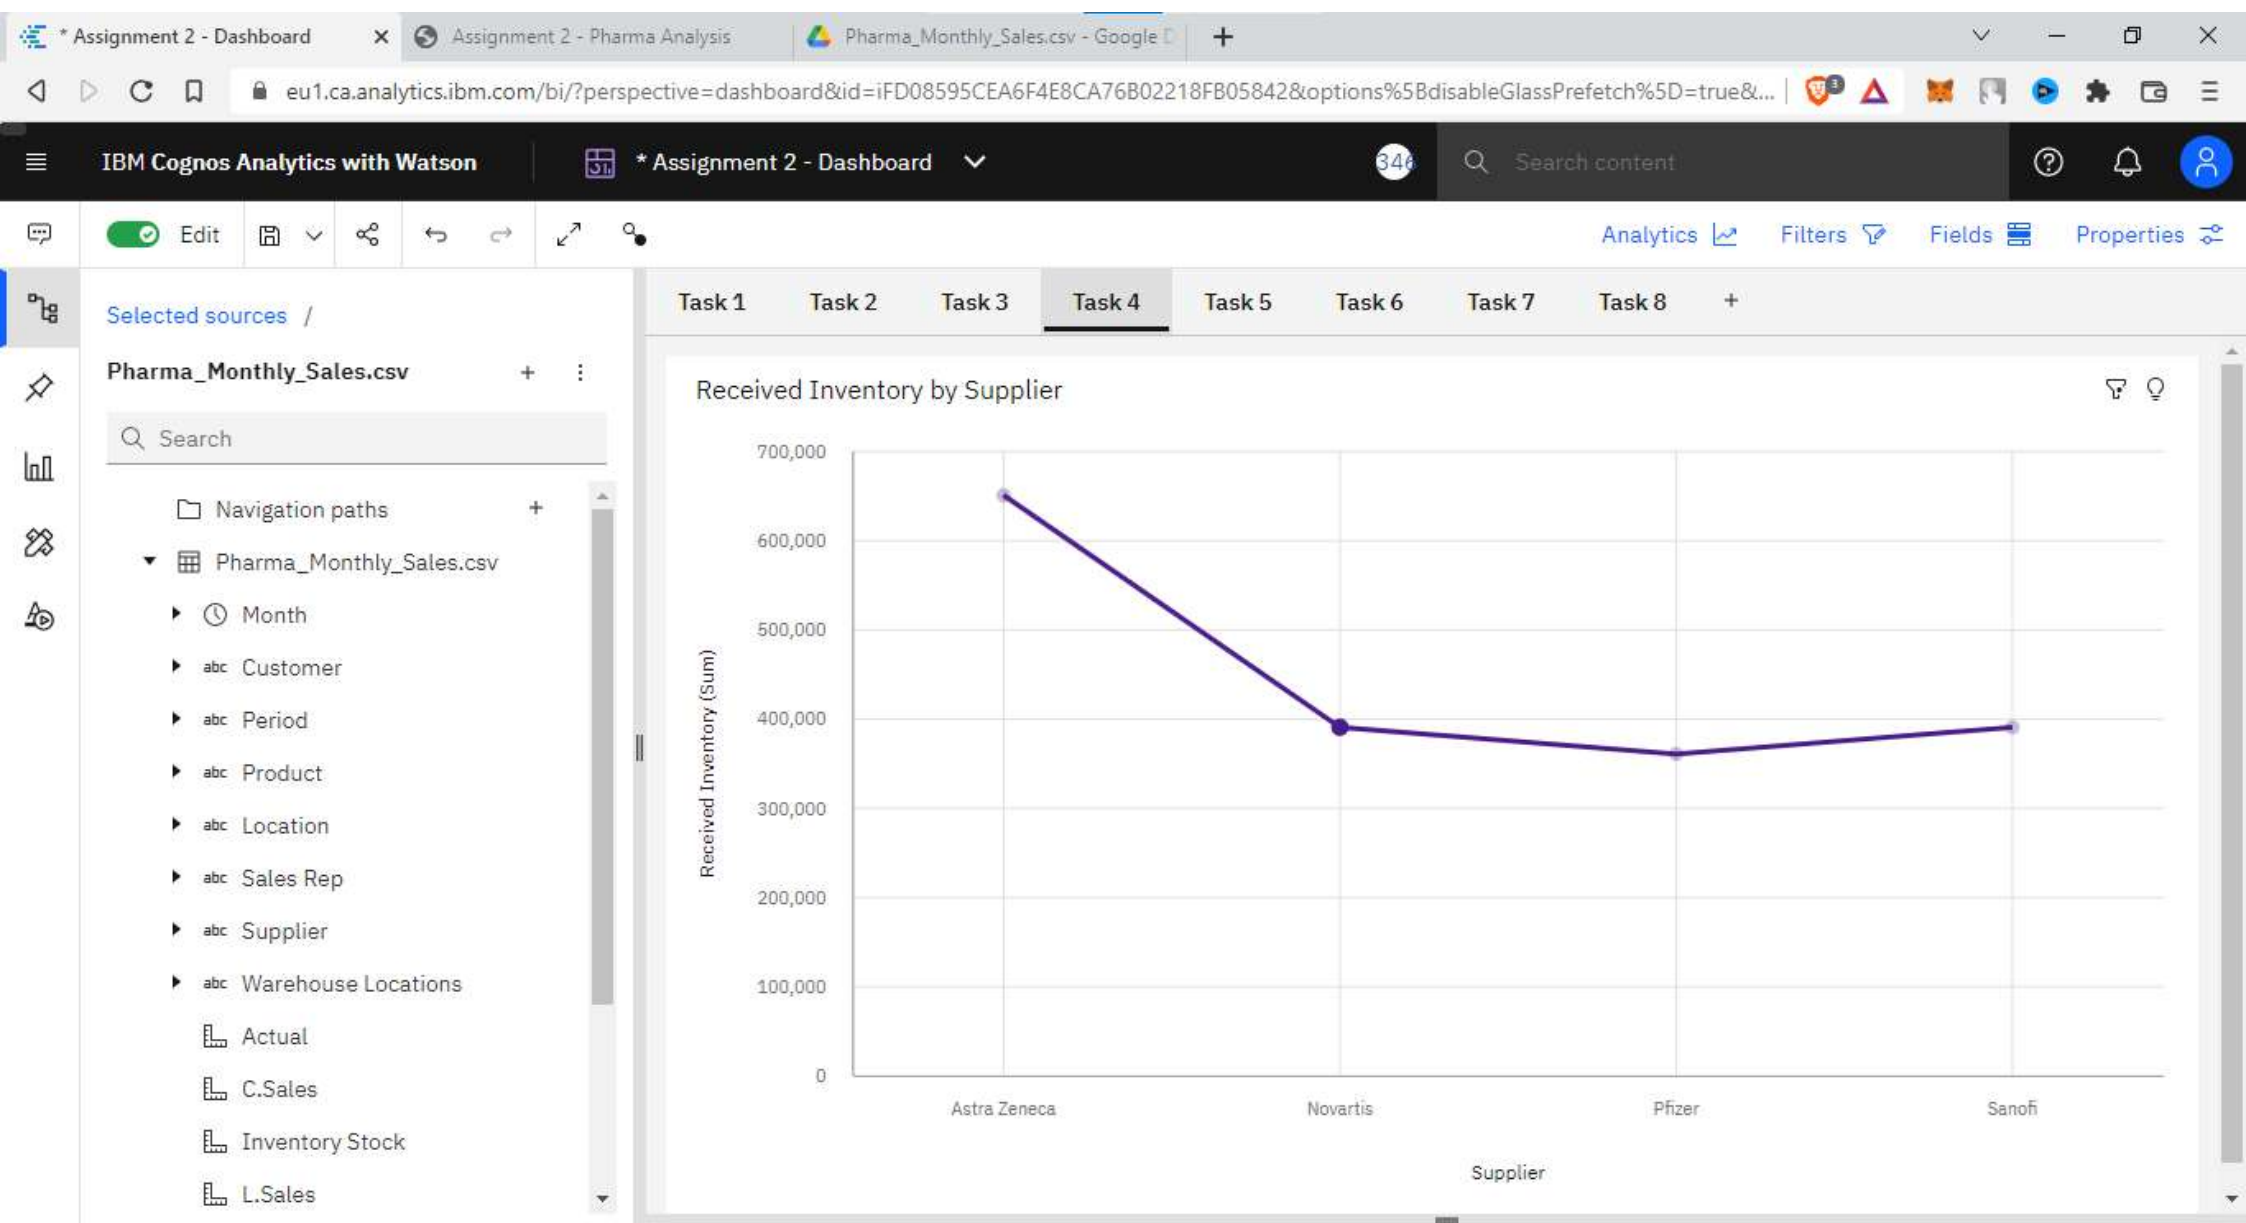 * Assignment 2 - Dashboard
Assignment 2 - Pharma Analysis
Pharma_Monthly_Sales.csv - Google D
eu1.ca.analytics.ibm.com/bi/?perspective=dashboard&id=iFD08595CEA6F4E8CA76B02218FB05842&options%5BdisableGlassPrefetch%5D=true&...
3
IBM Cognos Analytics with Watson
* Assignment 2 - Dashboard
346
Search content
Edit
Analytics
Filters
Fields
Properties
Selected sources /
Pharma_Monthly_Sales.csv
Search
Navigation paths
Pharma_Monthly_Sales.csv
Month
abc Customer
abc Period
abc Product
abc Location
abc Sales Rep
abc Supplier
abc Warehouse Locations
Actual
C.Sales
Inventory Stock
L.Sales
Task 1
Task 2
Task 3
Task 4
Task 5
Task 6
Task 7
Task 8
Received Inventory by Supplier
Received Inventory (Sum)
700,000
600,000
500,000
400,000
300,000
200,000
100,000
0
Astra Zeneca
Novartis
Pfizer
Sanofi
Supplier